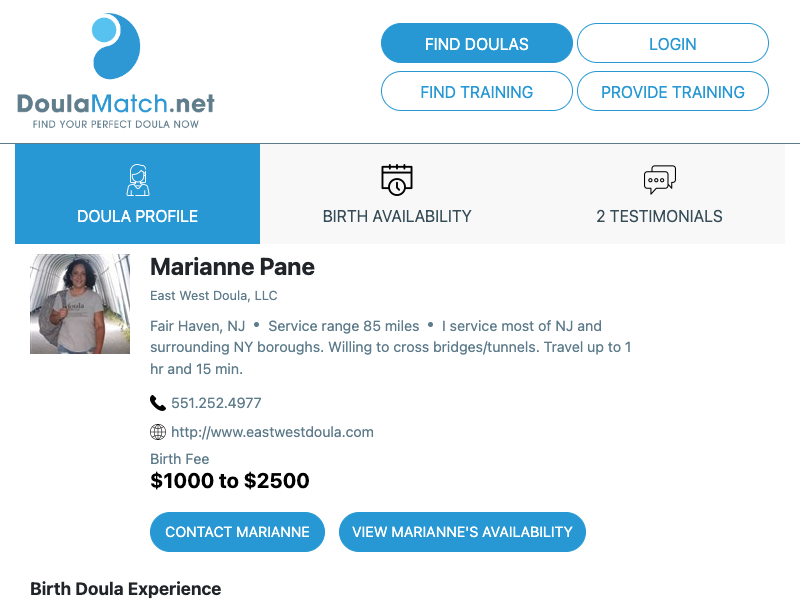 DoulaMatch.net
FIND YOUR PERFECT DOULA NOW
FIND DOULAS
LOGIN
FIND TRAINING
PROVIDE TRAINING
DOULA PROFILE
BIRTH AVAILABILITY
2 TESTIMONIALS
Marianne Pane
East West Doula, LLC
Fair Haven, NJ • Service range 85 miles • I service most of NJ and
surrounding NY boroughs. Willing to cross bridges/tunnels. Travel up to 1
hr and 15 min.
551.252.4977
http://www.eastwestdoula.com
Birth Fee
$1000 to $2500
CONTACT MARIANNE
VIEW MARIANNE'S AVAILABILITY
Birth Doula Experience